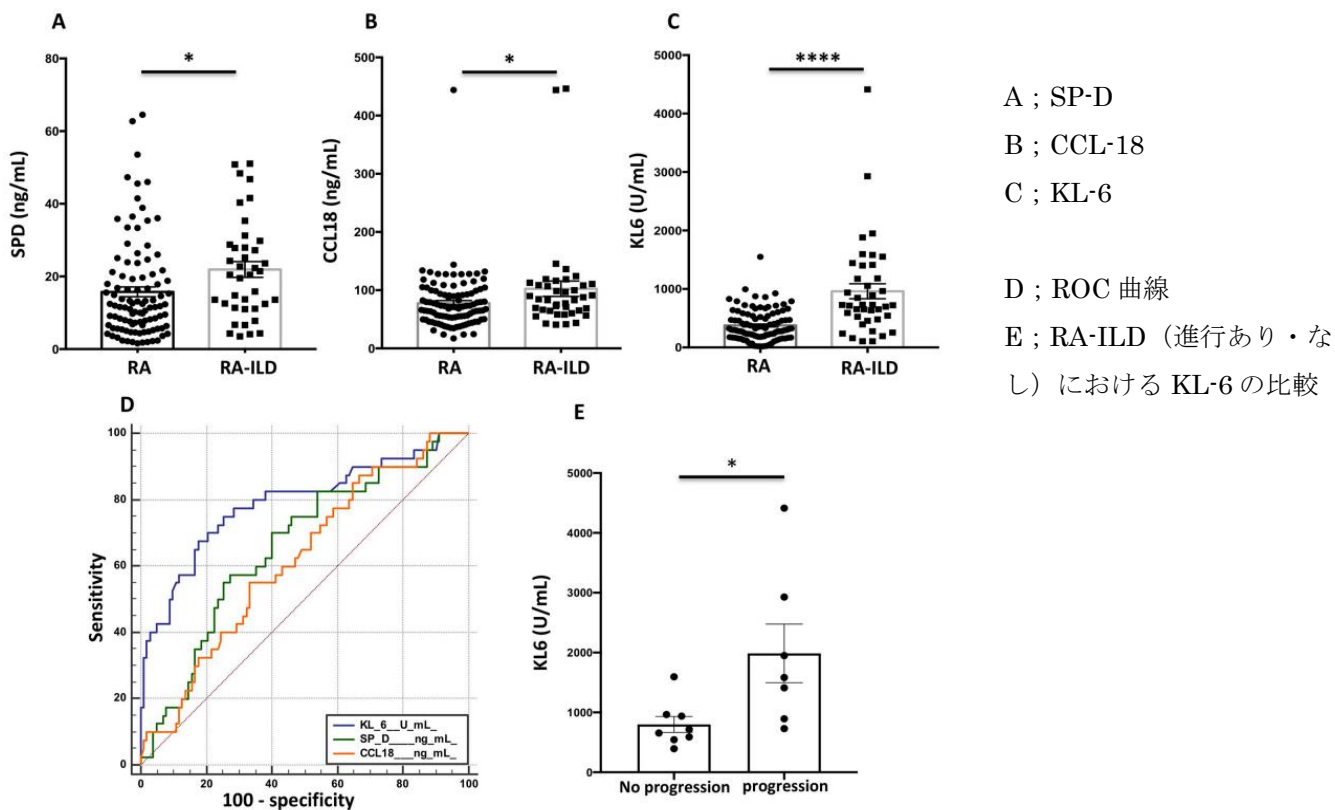 A
80
60
40
20
0
SPD (ng/mL)
*
RA
RA-ILD
B
500
400
300
200
100
0
CCL18 (ng/mL)
*
RA
RA-ILD
C
5000
4000
3000
2000
1000
0
KL6 (U/mL)
****
RA
RA-ILD
A ; SP-D
B ; CCL-18
C ; KL-6
D ; ROC 曲線
E ; RA-ILD（進行あり・な
し）における KL-6 の比較
D
100
80
60
40
20
0
Sensitivity
0
20
40
60
80
100
100 - specificity
KL_6__U_mL_
SP_D____ng_mL_
CCL18___ng_mL_
E
5000
4000
3000
2000
1000
0
KL6 (U/mL)
*
No progression
progression